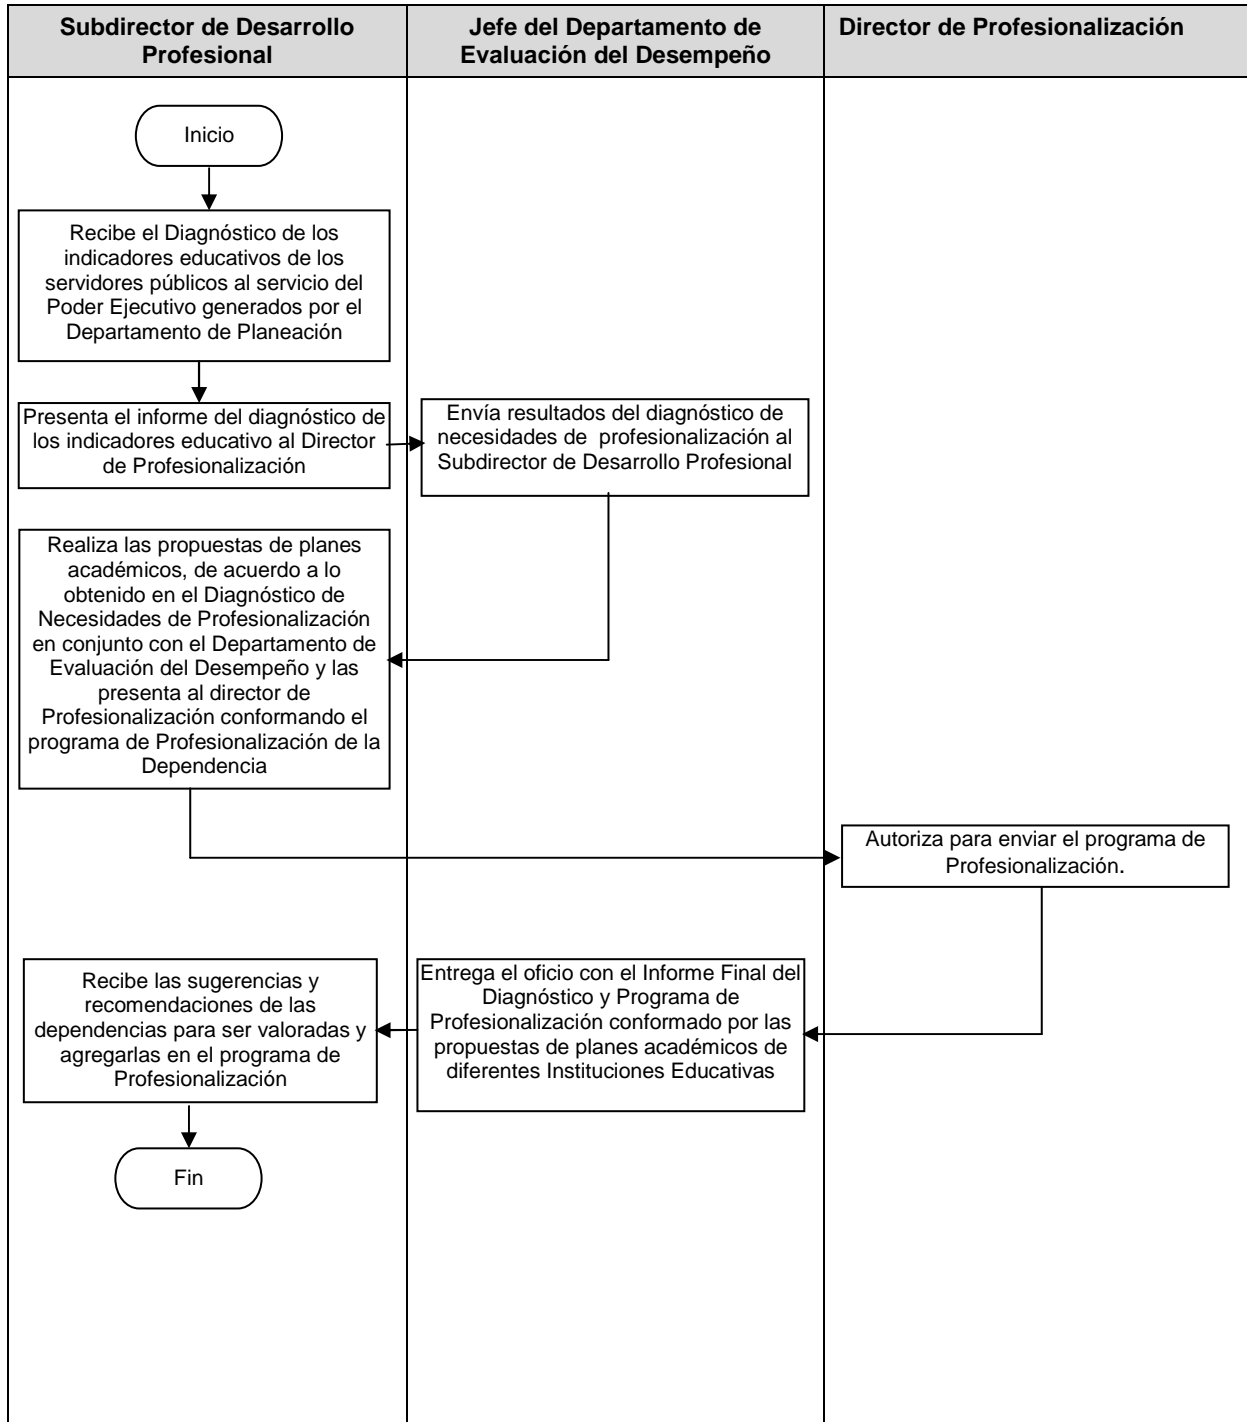 Subdirector de Desarrollo
Profesional
Jefe del Departamento de
Evaluación del Desempeño
Director de Profesionalización
Inicio
Recibe el Diagnóstico de los
indicadores educativos de los
servidores públicos al servicio del
Poder Ejecutivo generados por el
Departamento de Planeación
Presenta el informe del diagnóstico de
los indicadores educativo al Director
de Profesionalización
Envía resultados del diagnóstico de
necesidades de profesionalización al
Subdirector de Desarrollo Profesional
Realiza las propuestas de planes
académicos, de acuerdo a lo
obtenido en el Diagnóstico de
Necesidades de Profesionalización
en conjunto con el Departamento de
Evaluación del Desempeño y las
presenta al director de
Profesionalización conformando el
programa de Profesionalización de la
Dependencia
Autoriza para enviar el programa de
Profesionalización.
Entrega el oficio con el Informe Final del
Diagnóstico y Programa de
Profesionalización conformado por las
propuestas de planes académicos de
diferentes Instituciones Educativas
Recibe las sugerencias y
recomendaciones de las
dependencias para ser valoradas y
agregarlas en el programa de
Profesionalización
Fin